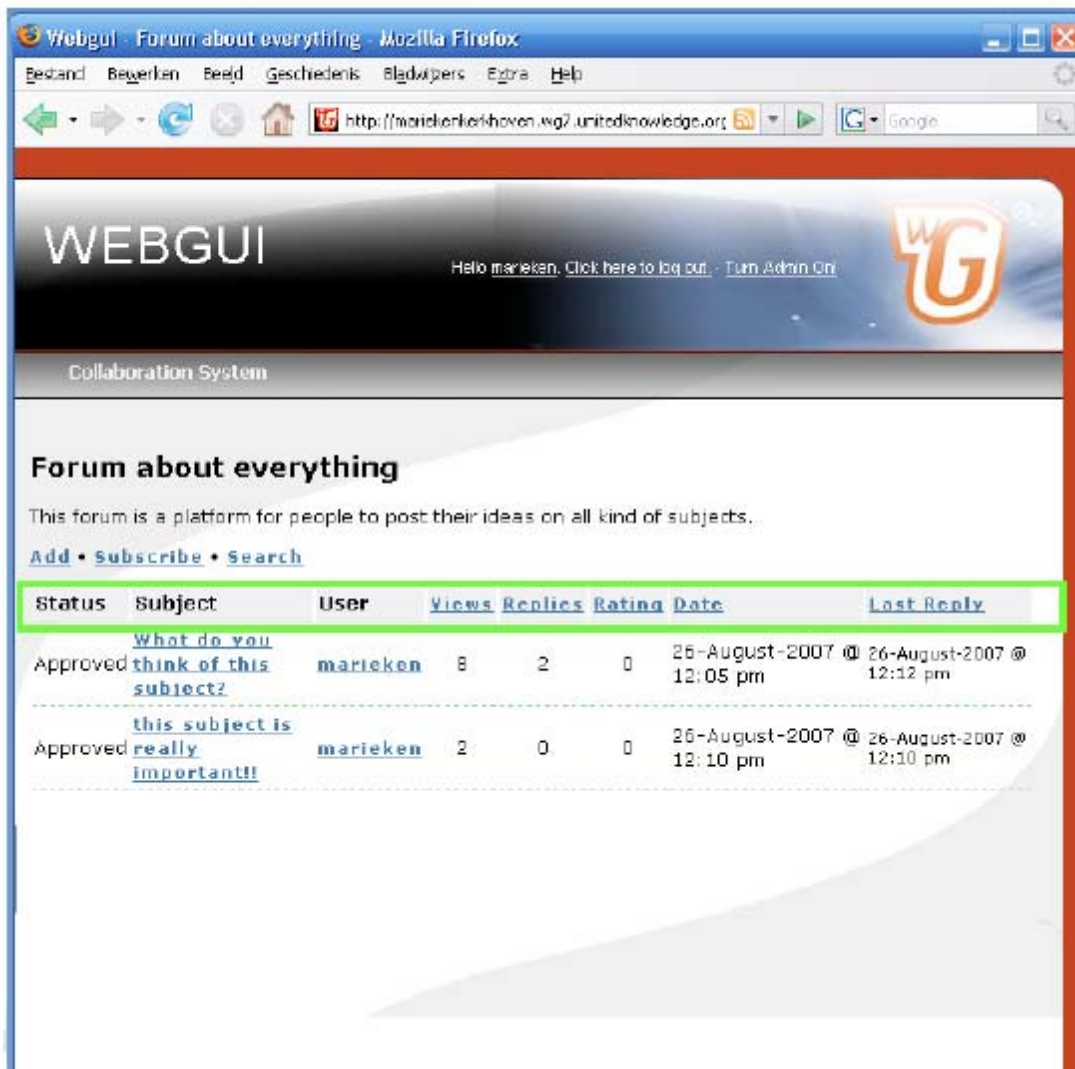 Webgui - Forum about everything - Mozilla Firefox
Bestand Bewerken Beeld Geschiedenis Bladwijzers Extra Help
http://mariekenkerkhoven.wg7.unitedknowledge.org
G Google
WEBGUI
Hello marieken. Click here to log out. - Turn Admin On!
WG
Collaboration System
Forum about everything
This forum is a platform for people to post their ideas on all kind of subjects.
Add • Subscribe • Search
Status Subject User Views Replies Rating Date Last Reply
What do you
Approved think of this marieken 8 2 0 26-August-2007 @ 26-August-2007 @
subject? 12:05 pm 12:12 pm
this subject is
Approved really marieken 2 0 0 26-August-2007 @ 26-August-2007 @
important!! 12:10 pm 12:10 pm